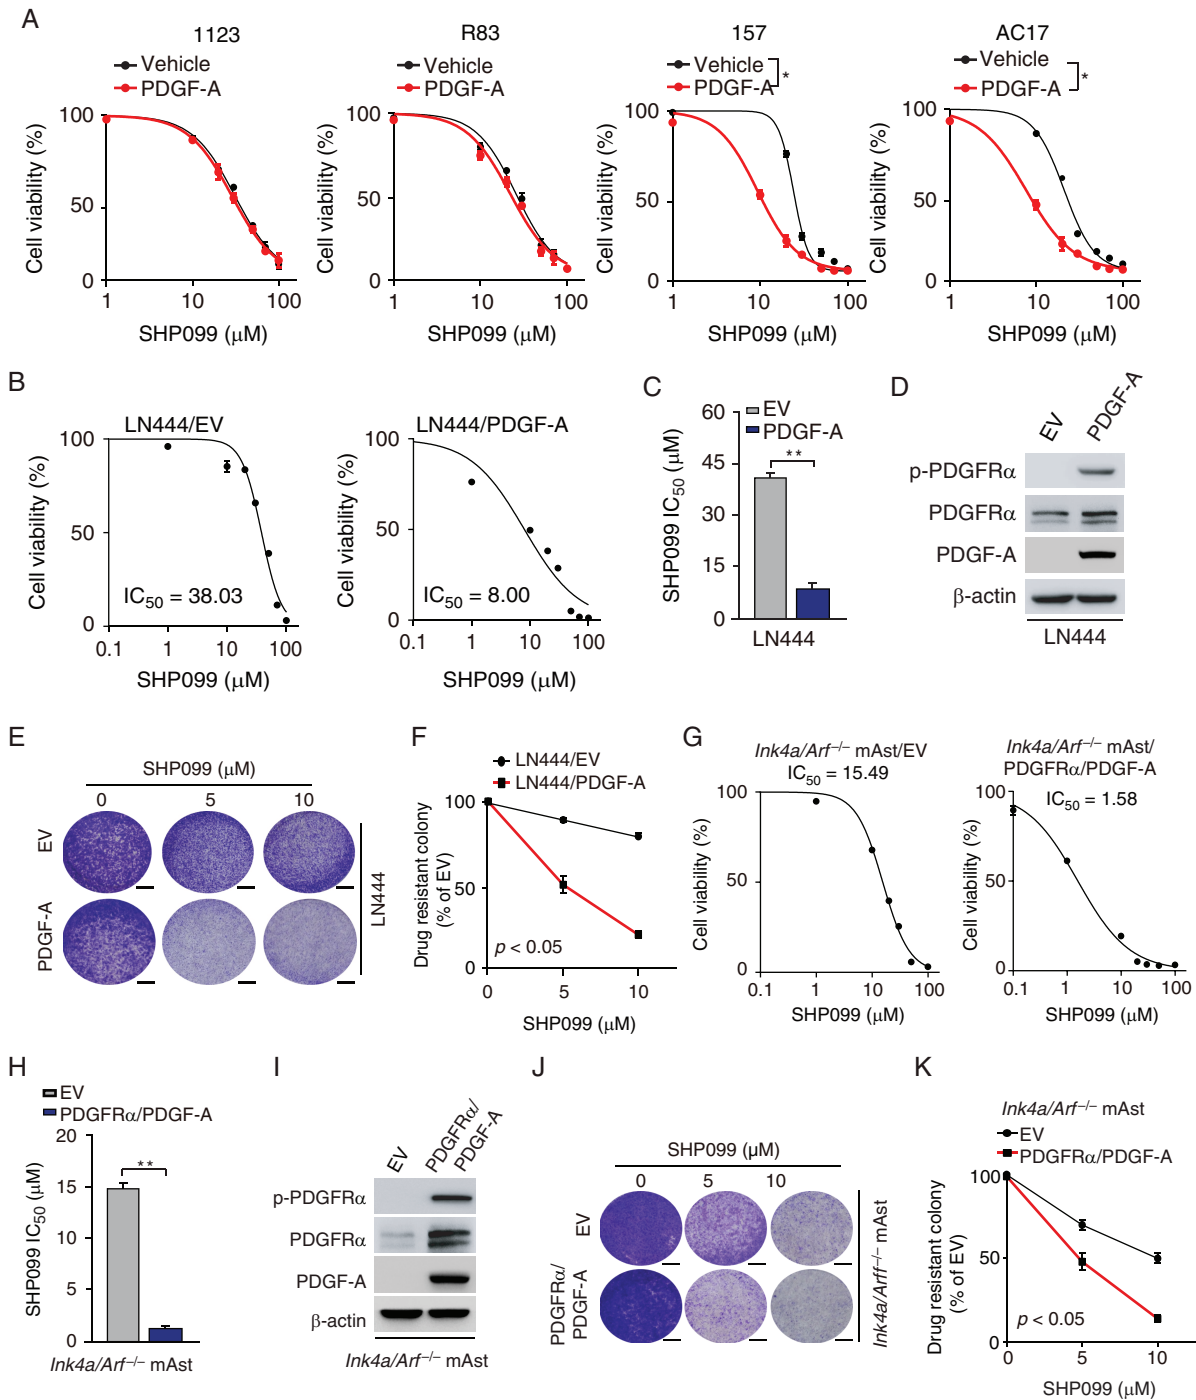 A
1123
Vehicle
PDGF-A
Cell viability (%)
100
50
0
1
10
100
SHP099 (μM)
R83
Vehicle
PDGF-A
Cell viability (%)
100
50
0
1
10
100
SHP099 (μM)
157
Vehicle
PDGF-A
*
Cell viability (%)
100
50
0
1
10
100
SHP099 (μM)
AC17
Vehicle
PDGF-A
*
Cell viability (%)
100
50
0
1
10
100
SHP099 (μM)
B
LN444/EV
Cell viability (%)
100
50
0
IC50 = 38.03
0.1
1
10
100
SHP099 (μM)
LN444/PDGF-A
Cell viability (%)
100
50
0
IC50 = 8.00
0.1
1
10
100
SHP099 (μM)
C
EV
PDGF-A
**
SHP099 IC50 (μM)
60
45
30
15
0
LN444
D
EV
PDGF-A
p-PDGFRα
PDGFRα
PDGF-A
β-actin
LN444
E
SHP099 (μM)
0
5
10
EV
PDGF-A
LN444
F
LN444/EV
LN444/PDGF-A
Drug resistant colony
(% of EV)
100
50
0
p < 0.05
0
5
10
SHP099 (μM)
G
Ink4a/Arf−/− mAst/EV
IC50 = 15.49
Cell viability (%)
100
50
0
0.1
1
10
100
SHP099 (μM)
Ink4a/Arf−/− mAst/
PDGFRα/PDGF-A
IC50 = 1.58
Cell viability (%)
100
50
0
0.1
1
10
100
SHP099 (μM)
H
EV
PDGFRα/PDGF-A
**
SHP099 IC50 (μM)
20
15
10
5
0
Ink4a/Arf−/− mAst
I
EV
PDGFRα/
PDGF-A
p-PDGFRα
PDGFRα
PDGF-A
β-actin
Ink4a/Arf−/− mAst
J
SHP099 (μM)
0
5
10
EV
PDGFRα/
PDGF-A
Ink4a/Arff−/− mAst
K
Ink4a/Arf−/− mAst
EV
PDGFRα/PDGF-A
Drug resistant colony
(% of EV)
100
50
0
p < 0.05
0
5
10
SHP099 (μM)